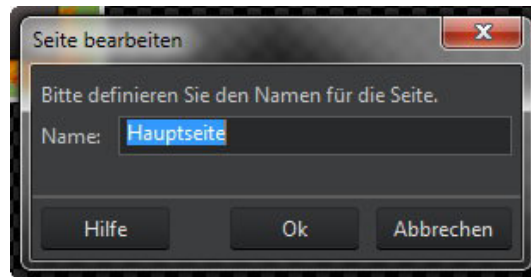 Seite bearbeiten
x
Bitte definieren Sie den Namen für die Seite.
Name: Hauptseite
Hilfe Ok Abbrechen